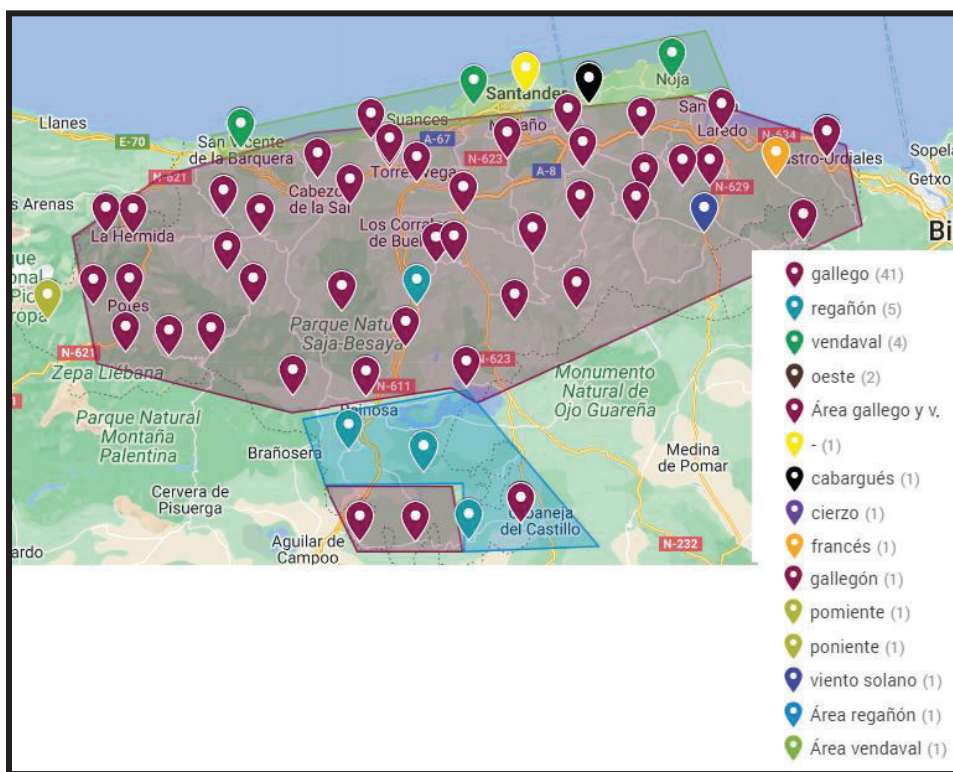 Llanes
E-70
San Vicente
de la Barquera
Suances
A-67
Santander
Noja
Laredo
N-634
Castro-Urdiales
Sopela
Getxo
N-621
Cabezón
de la Sal
Torrelavega
N-623
A-8
N-629
Arenas
La Hermida
Los Corrales
de Buelna
Bi
Potes
Parque Natural
Saja-Besaya
N-621
Zepa Liébana
N-611
N-623
Monumento
Natural de
Ojo Guareña
Parque Natural
Montaña
Palentina
Reinosa
Brañosera
Medina
de Pomar
Cervera de
Pisuerga
Aguilar de
Campoo
del Castillo
N-232
gallego (41)
regañón (5)
vendaval (4)
oeste (2)
Área gallego y v.
- (1)
cabargués (1)
cierzo (1)
francés (1)
gallegón (1)
pomiente (1)
poniente (1)
viento solano (1)
Área regañón (1)
Área vendaval (1)